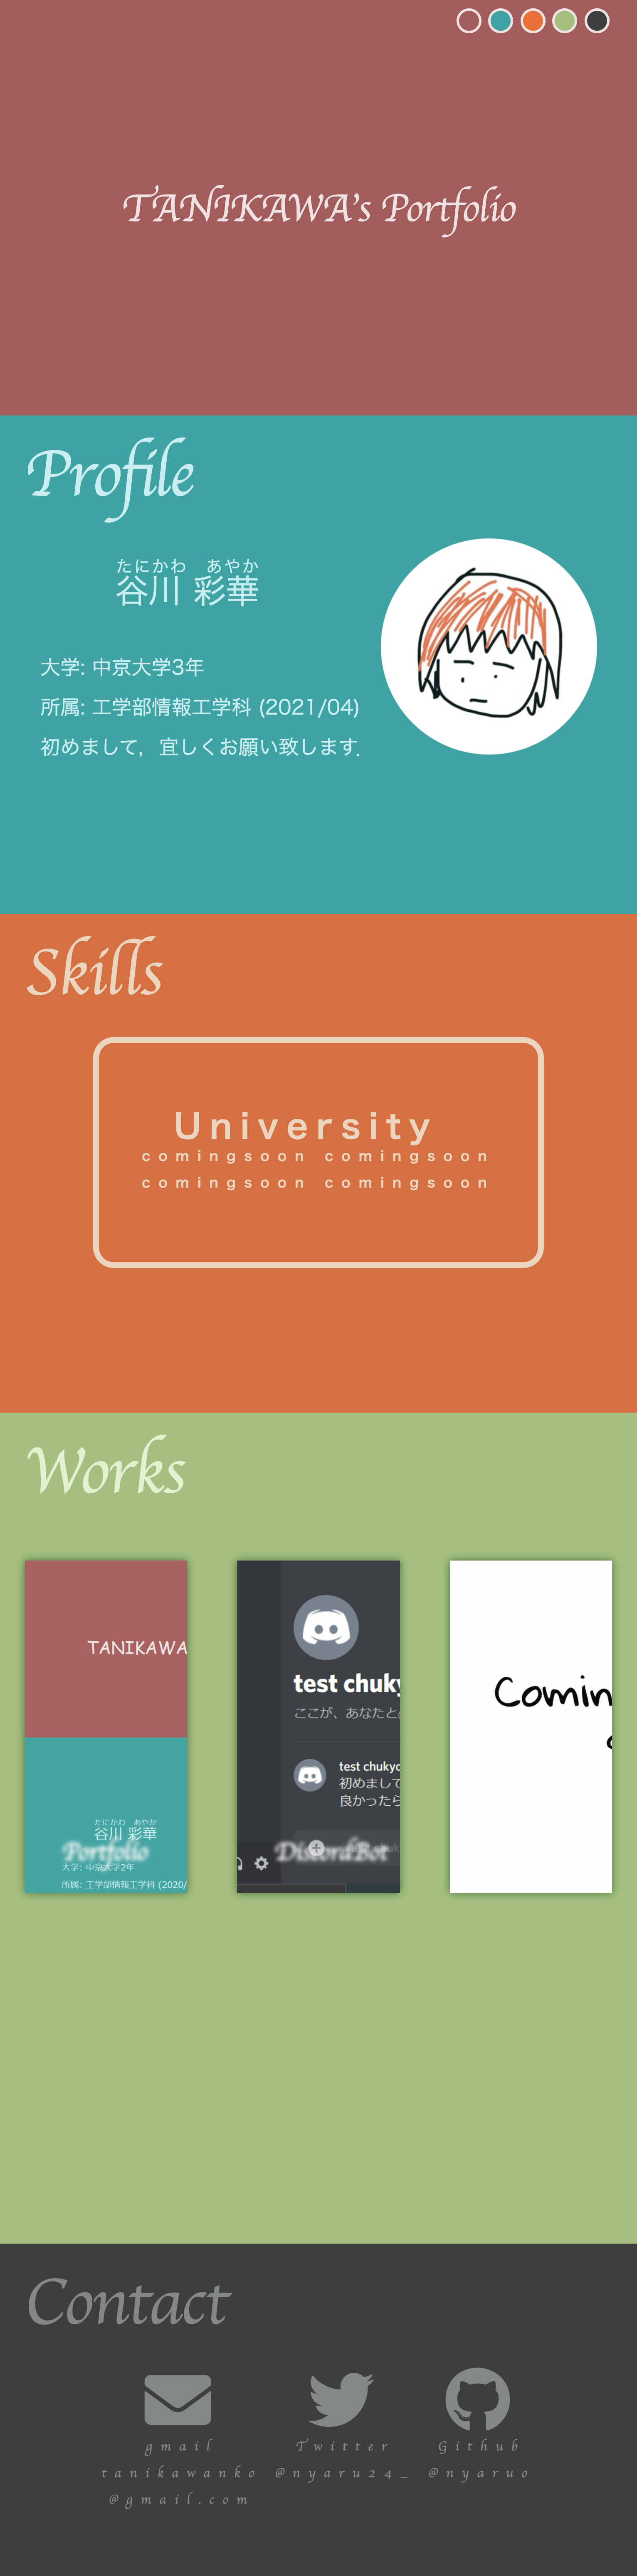 TANIKAWA's Portfolio
Profile
たにかわ あやか
谷川 彩華
大学: 中京大学3年
所属: 工学部情報工学科 (2021/04)
初めまして，宜しくお願い致します．
Skills
University
comingsoon comingsoon
comingsoon comingsoon
Works
TANIKAWA
たにかわ あやか
谷川 彩華
Portfolio
大学: 中京大学2年
所属: 工学部情報工学科 (2020/
test chuky
ここが、あなたと
test chukyo
初めまして
良かったら
DistordBot
Comin
Contact
gmail
tanikawanko
@gmail.com
Twitter
@nyaru24_
Github
@nyaruo